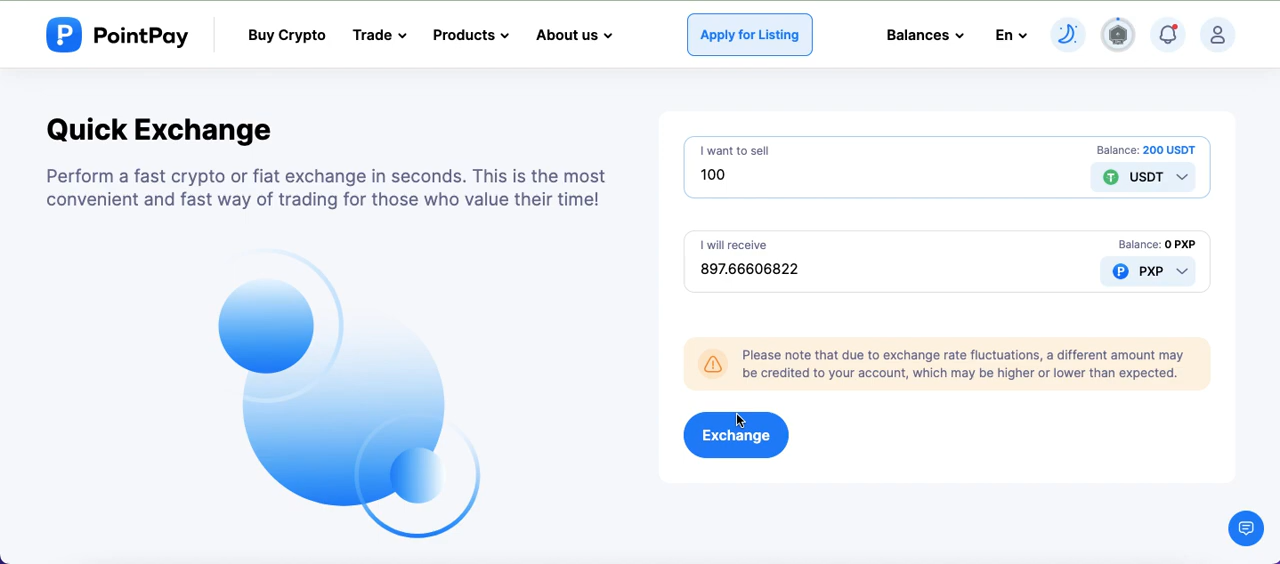 PointPay
Buy Crypto Trade Products About us Apply for Listing Balances En
Quick Exchange
Perform a fast crypto or fiat exchange in seconds. This is the most
convenient and fast way of trading for those who value their time!
I want to sell Balance: 200 USDT
100 USDT
I will receive Balance: 0 PXP
897.66606822 PXP
Please note that due to exchange rate fluctuations, a different amount may
be credited to your account, which may be higher or lower than expected.
Exchange